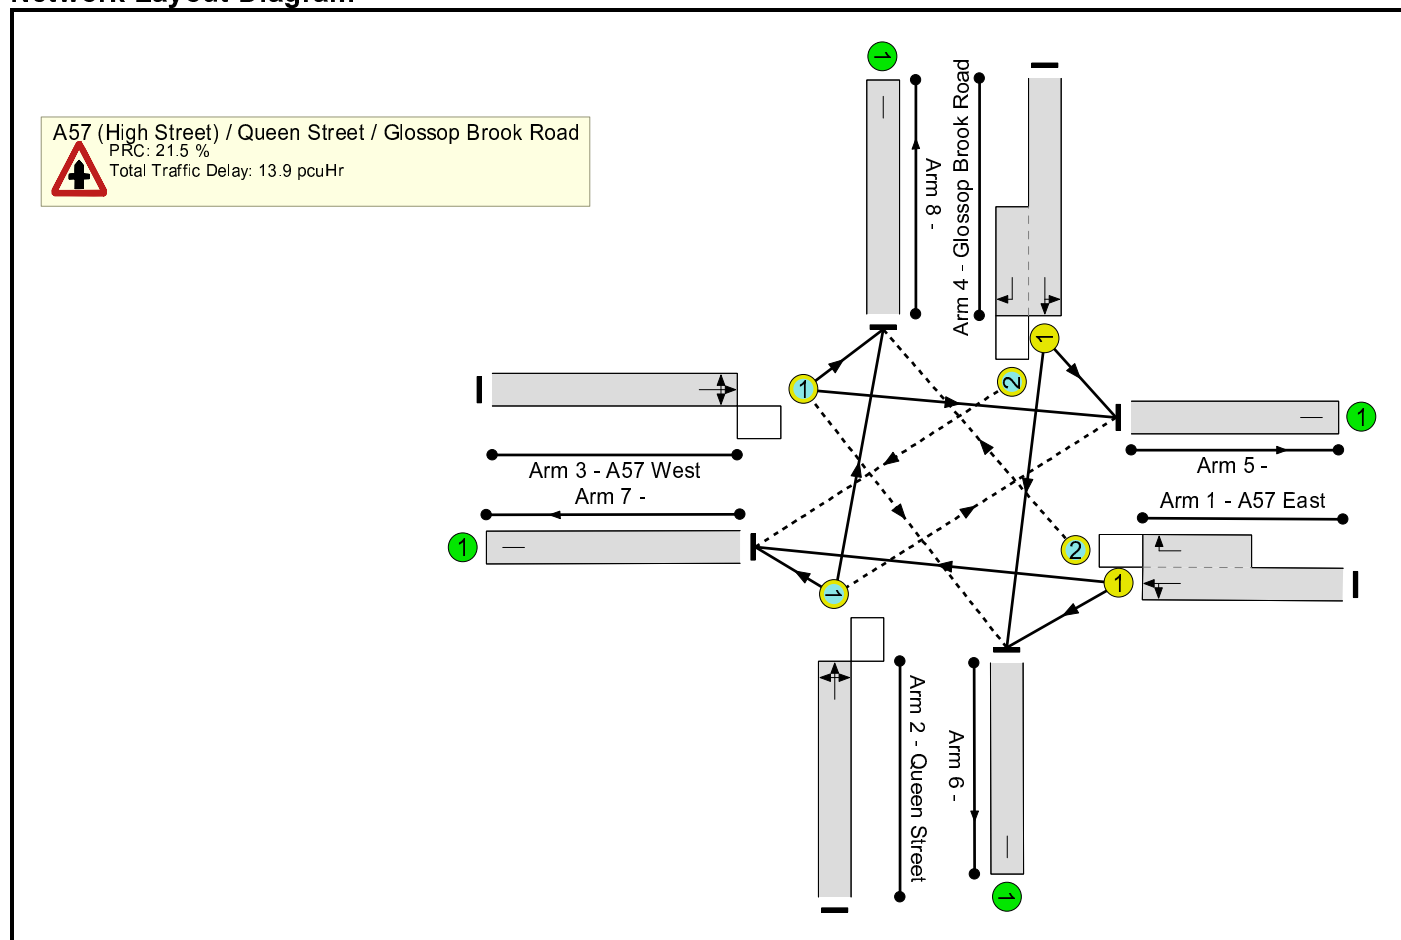 Network Layout Diagram
A57 (High Street) / Queen Street / Glossop Brook Road
PRC: 21.5 %
Total Traffic Delay: 13.9 pcuHr
1
Arm 8 -
Arm 4 - Glossop Brook Road
1
2
1
Arm 3 - A57 West
1
Arm 5 -
Arm 7 -
1
Arm 1 - A57 East
2
1
1
Arm 2 - Queen Street
Arm 6 -
1